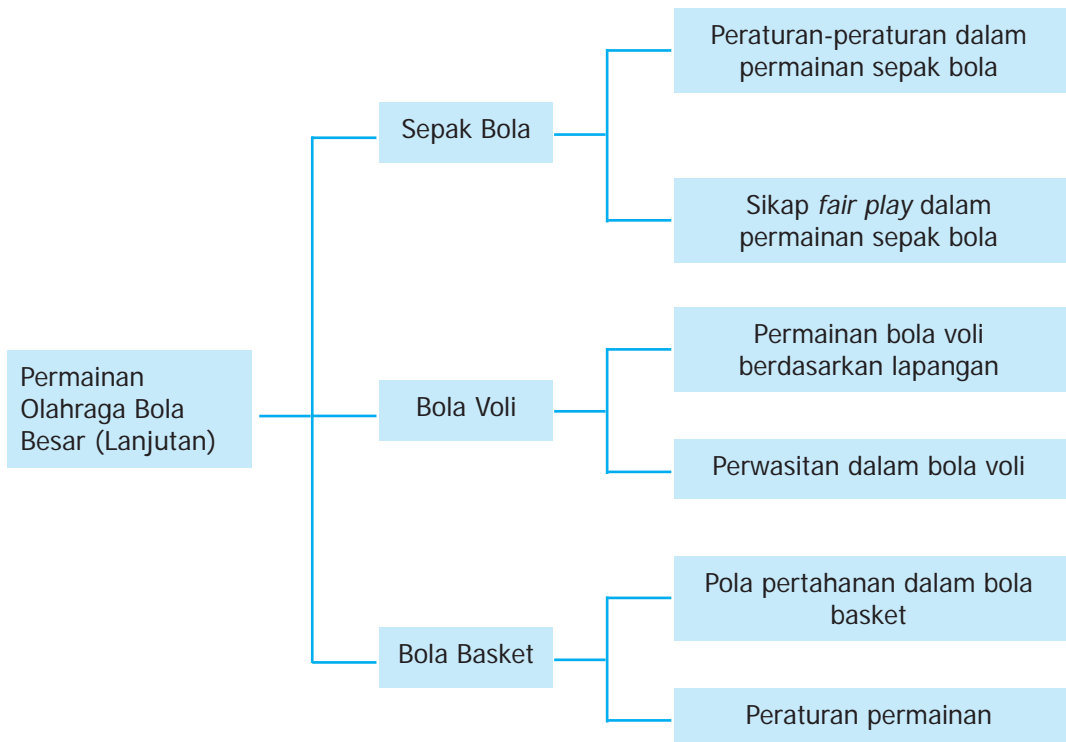 Permainan
Olahraga Bola
Besar (Lanjutan)
Sepak Bola
Peraturan-peraturan dalam
permainan sepak bola
Sikap fair play dalam
permainan sepak bola
Bola Voli
Permainan bola voli
berdasarkan lapangan
Perwasitan dalam bola voli
Bola Basket
Pola pertahanan dalam bola
basket
Peraturan permainan